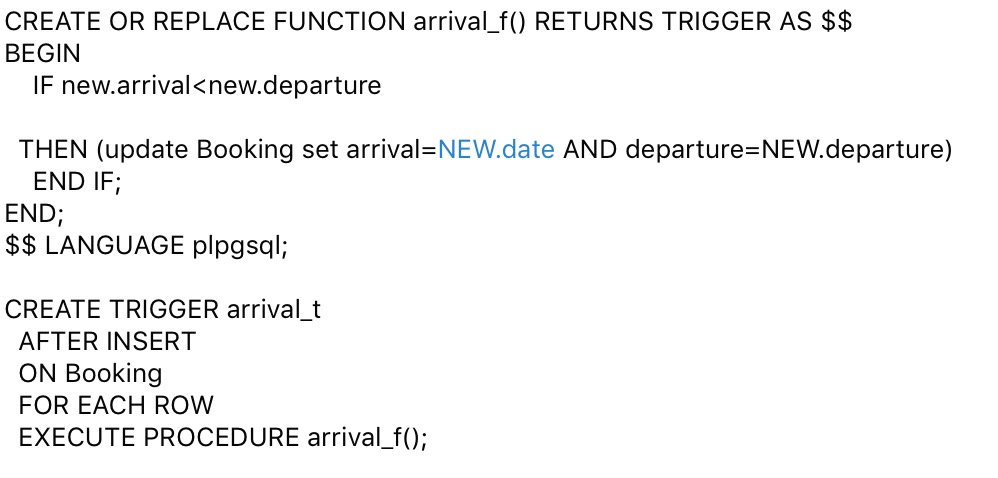 CREATE OR REPLACE FUNCTION arrival_f() RETURNS TRIGGER AS $$
BEGIN
IF new.arrival<new.departure
THEN (update Booking set arrival=NEW.date AND departure=NEW.departure)
END IF;
END;
$$ LANGUAGE plpgsql;
CREATE TRIGGER arrival_t
AFTER INSERT
ON Booking
FOR EACH ROW
EXECUTE PROCEDURE arrival_f();